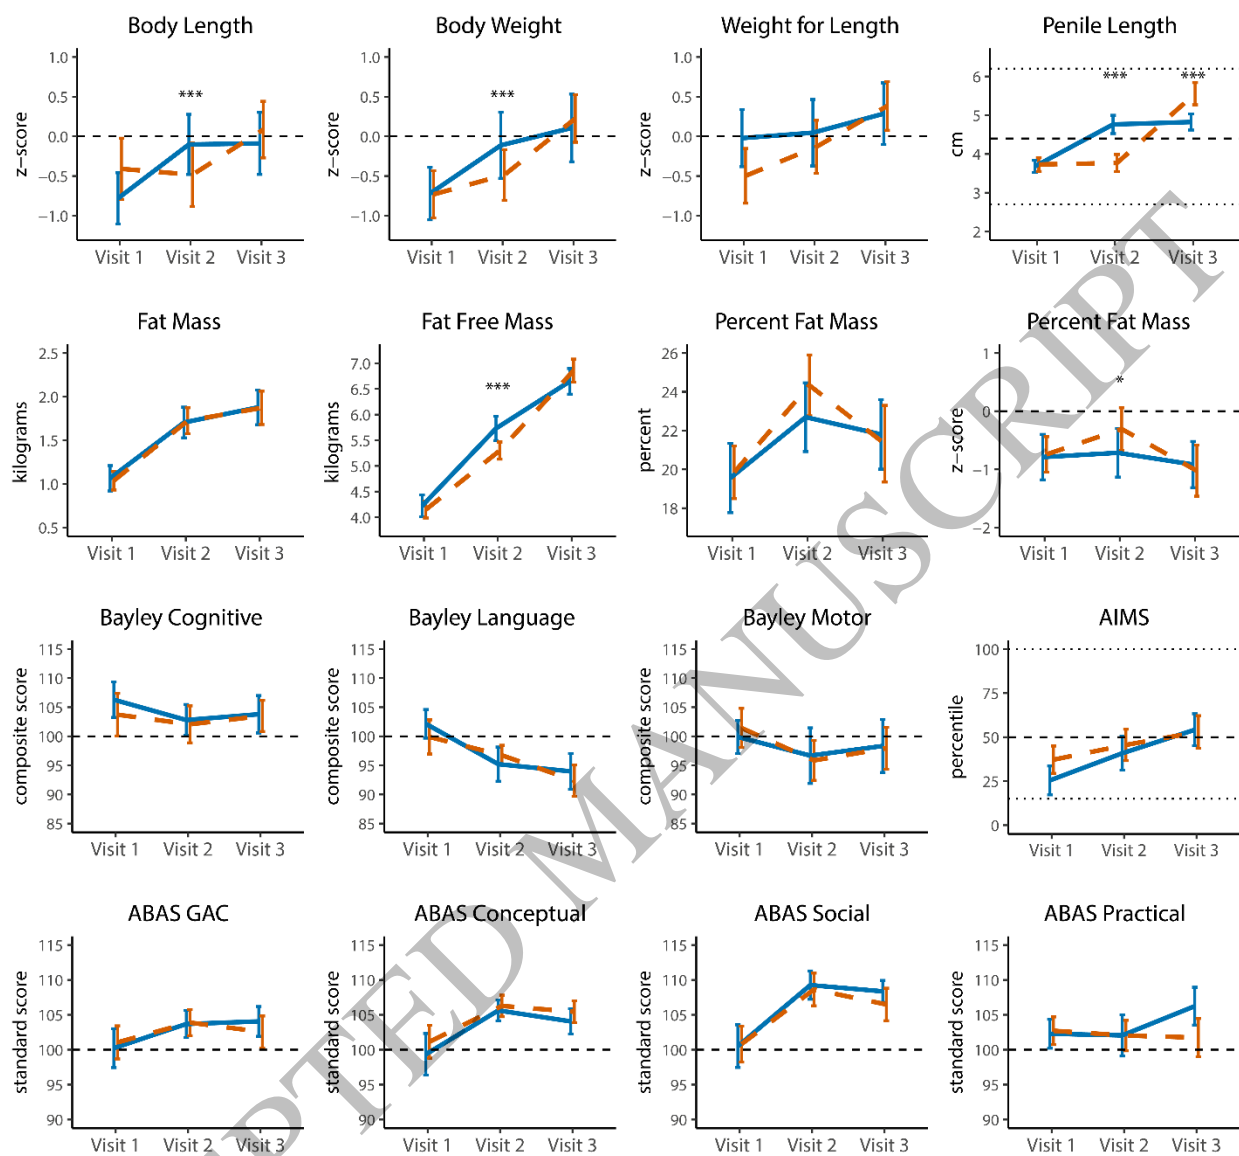 Body Length
Body Weight
Weight for Length
Penile Length
z-score
1.0
0.5
0.0
−0.5
−1.0
***
Visit 1 Visit 2 Visit 3
z-score
1.0
0.5
0.0
−0.5
−1.0
***
Visit 1 Visit 2 Visit 3
z-score
1.0
0.5
0.0
−0.5
−1.0
Visit 1 Visit 2 Visit 3
cm
6
5
4
3
2
*** ***
Visit 1 Visit 2 Visit 3
Fat Mass
Fat Free Mass
Percent Fat Mass
Percent Fat Mass
kilograms
2.5
2.0
1.5
1.0
0.5
Visit 1 Visit 2 Visit 3
kilograms
7.0
6.5
6.0
5.5
5.0
4.5
4.0
***
Visit 1 Visit 2 Visit 3
percent
26
24
22
20
18
Visit 1 Visit 2 Visit 3
z-score
1
0
−1
−2
*
Visit 1 Visit 2 Visit 3
Bayley Cognitive
Bayley Language
Bayley Motor
AIMS
composite score
115
110
105
100
95
90
85
Visit 1 Visit 2 Visit 3
composite score
115
110
105
100
95
90
85
Visit 1 Visit 2 Visit 3
composite score
115
110
105
100
95
90
85
Visit 1 Visit 2 Visit 3
percentile
100
75
50
25
0
Visit 1 Visit 2 Visit 3
ABAS GAC
ABAS Conceptual
ABAS Social
ABAS Practical
standard score
115
110
105
100
95
90
Visit 1 Visit 2 Visit 3
standard score
115
110
105
100
95
90
Visit 1 Visit 2 Visit 3
standard score
115
110
105
100
95
90
Visit 1 Visit 2 Visit 3
standard score
115
110
105
100
95
90
Visit 1 Visit 2 Visit 3
PTED MANUSCRIPT